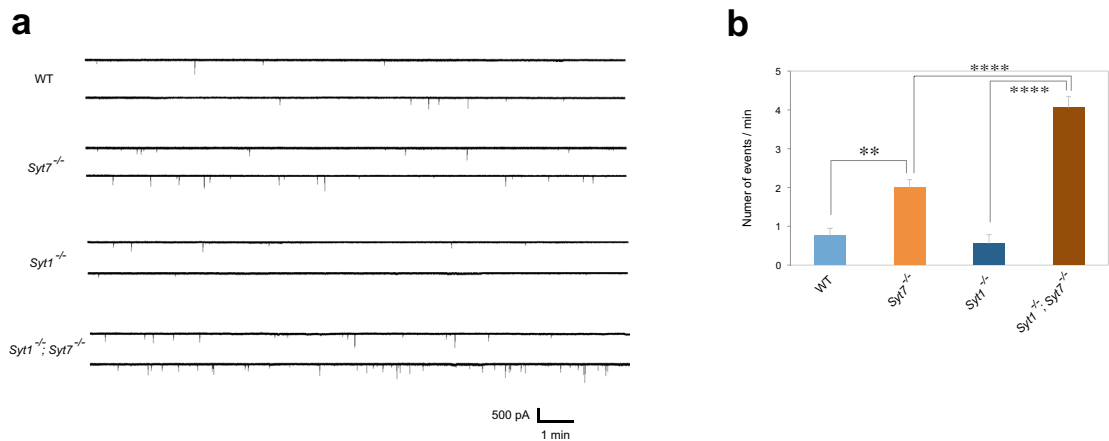 a
WT
Syt7-/-
Syt1-/-
Syt1-/-; Syt7-/-
500 pA
1 min
b
****
****
**
Numer of events / min
5
4
3
2
1
0
WT
Syt7-/-
Syt1-/-
Syt1-/-; Syt7-/-